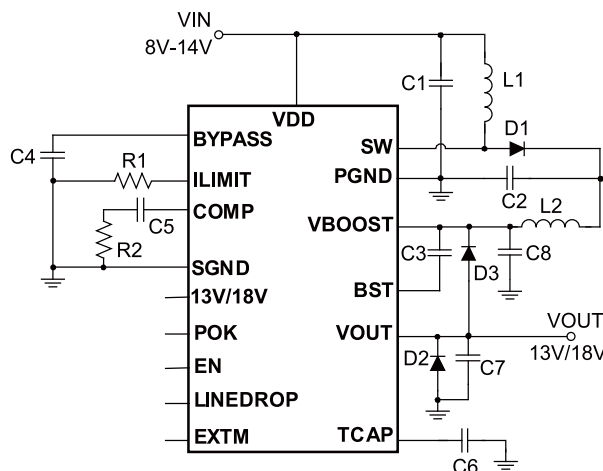 VIN
8V-14V
VDD
BYPASS
C4
R1
ILIMIT
COMP
C5
R2
SGND
13V/18V
POK
EN
LINEDROP
EXTM
C1
L1
SW
D1
PGND
C2
VBOOST
L2
C3
D3
C8
BST
VOUT
VOUT
13V/18V
D2
C7
TCAP
C6